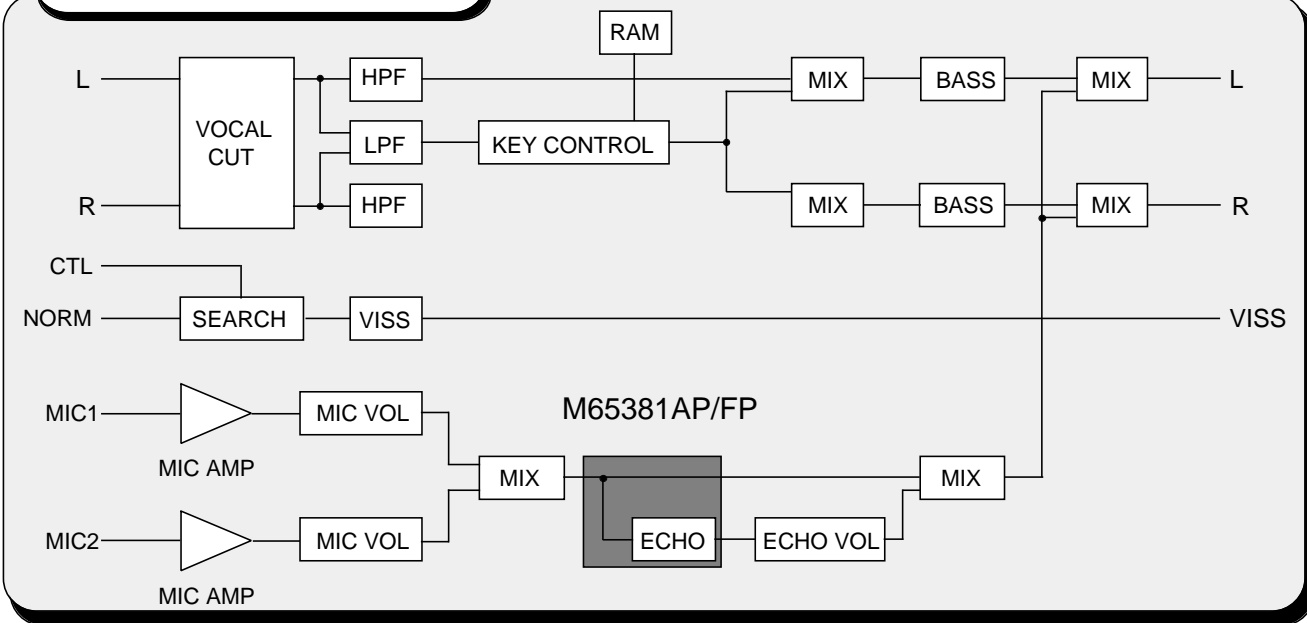 RAM
L
HPF
MIX
BASS
MIX
L
VOCAL
CUT
LPF
KEY CONTROL
R
HPF
MIX
BASS
MIX
R
CTL
NORM
SEARCH
VISS
VISS
MIC1
MIC VOL
M65381AP/FP
MIC AMP
MIX
MIX
MIC2
MIC VOL
ECHO
ECHO VOL
MIC AMP